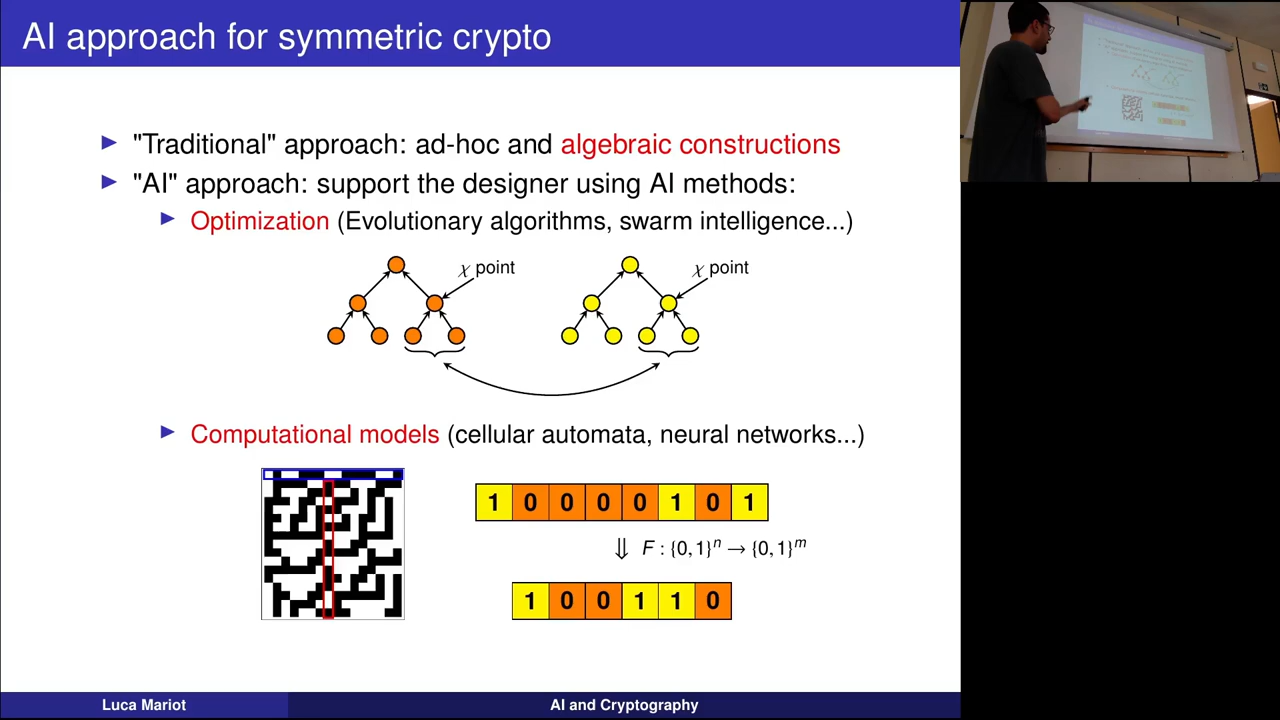 AI approach for symmetric crypto
"Traditional" approach: ad-hoc and algebraic constructions
"AI" approach: support the designer using AI methods:
Optimization (Evolutionary algorithms, swarm intelligence...)
χ point
χ point
Computational models (cellular automata, neural networks...)
1 0 0 0 0 1 0 1
⇓ F : {0, 1}ⁿ → {0, 1}ᵐ
1 0 0 1 1 0
Luca Mariot
AI and Cryptography